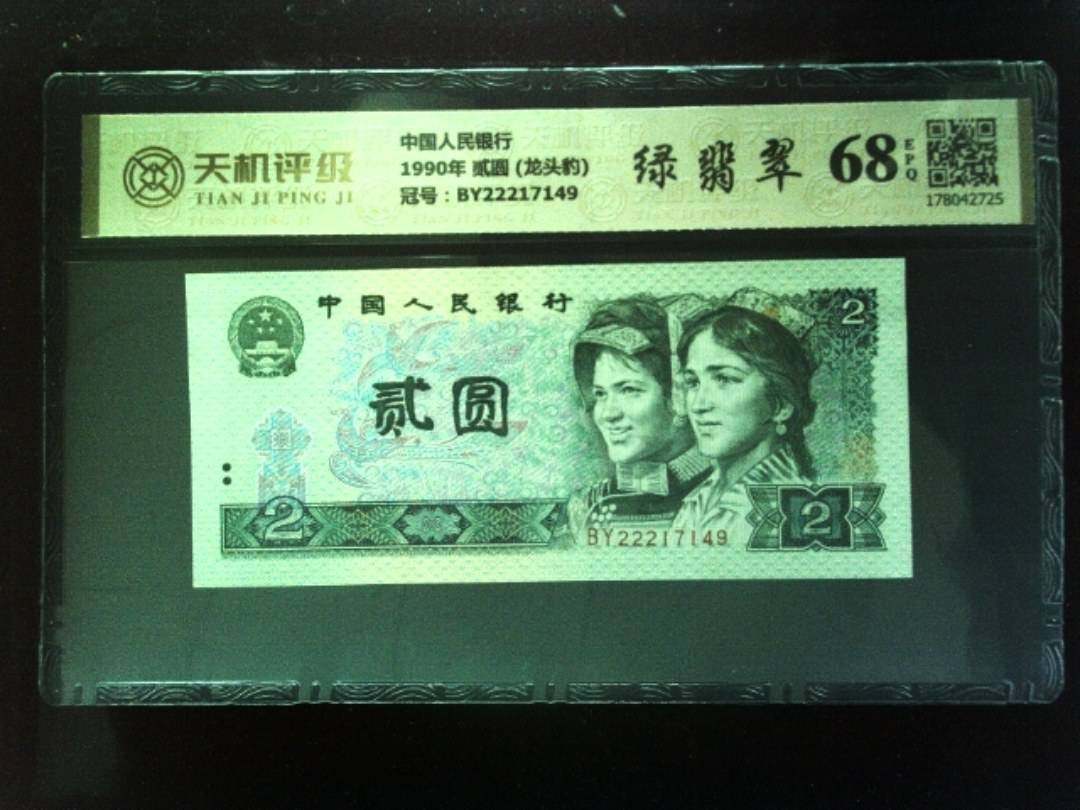 天机评级
TIAN JI PING JI
中国人民银行
1990年 贰圆 (龙头豹)
冠号：BY22217149
绿翡翠
68
EPQ
178042725
中国人民银行
2
贰圆
2
2
BY22217149